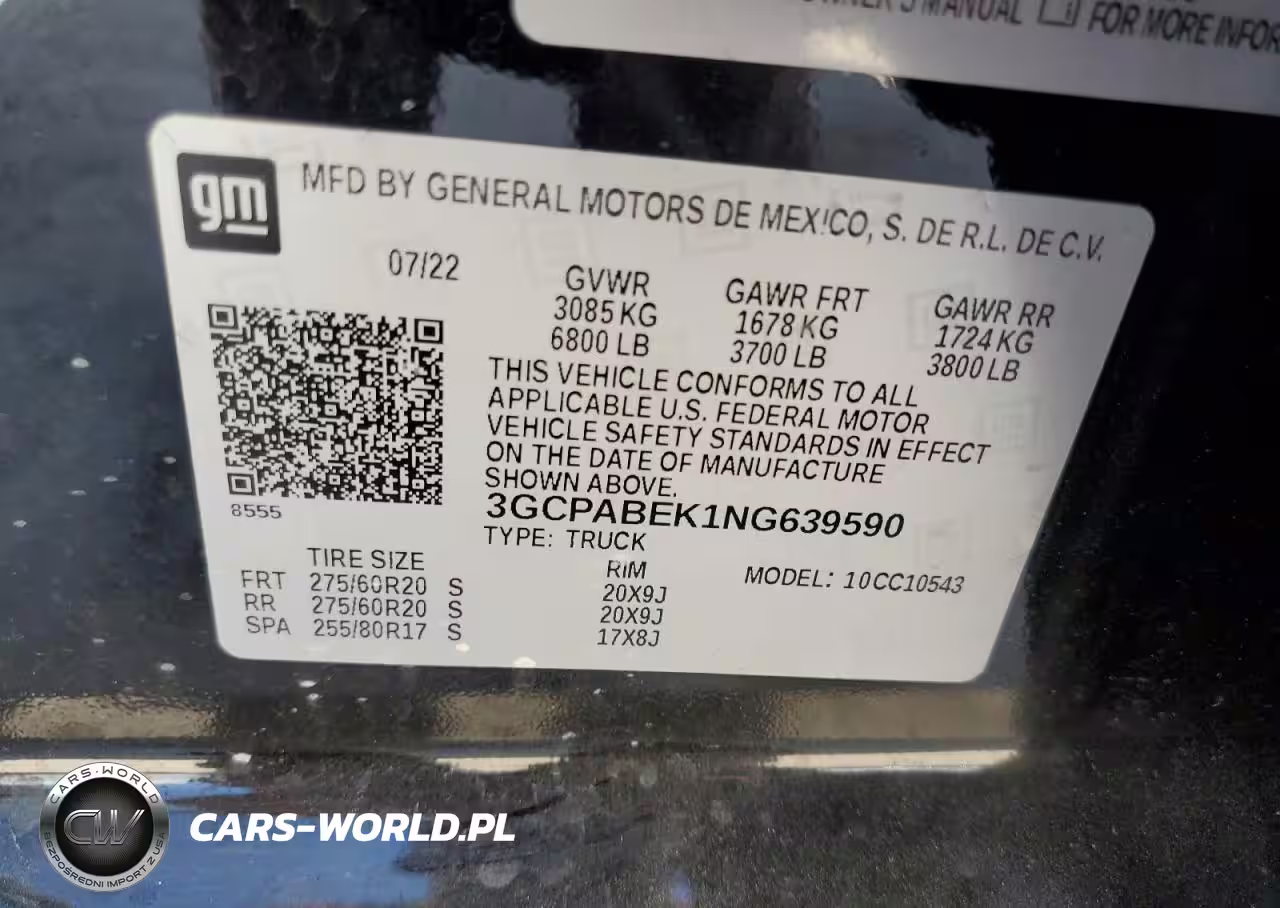 OWNER'S MANUAL FOR MORE INFOR
gm
MFD BY GENERAL MOTORS DE MEXICO, S. DE R.L. DE C.V.
07/22
GVWR GAWR FRT GAWR RR
3085 KG 1678 KG 1724 KG
6800 LB 3700 LB 3800 LB
THIS VEHICLE CONFORMS TO ALL
APPLICABLE U.S. FEDERAL MOTOR
VEHICLE SAFETY STANDARDS IN EFFECT
ON THE DATE OF MANUFACTURE
SHOWN ABOVE.
8555
3GCPABEK1NG639590
TYPE: TRUCK
TIRE SIZE RIM MODEL: 10CC10543
FRT 275/60R20 S 20X9J
RR 275/60R20 S 20X9J
SPA 255/80R17 S 17X8J
CARS-WORLD
CW
BEZPOŚREDNI IMPORT Z USA
CARS-WORLD.PL